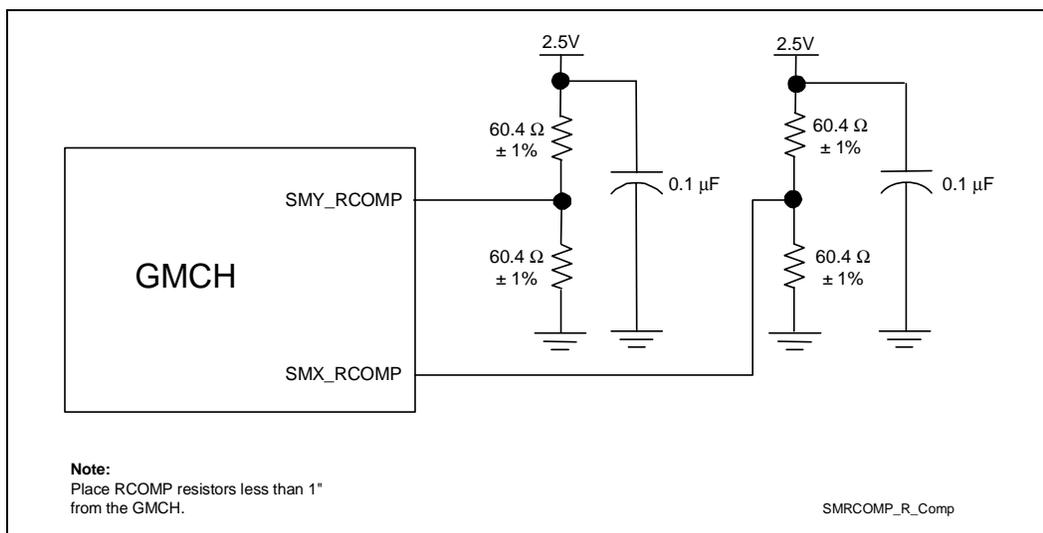 2.5V
2.5V
60.4 Ω
± 1%
60.4 Ω
± 1%
0.1 μF
0.1 μF
SMY_RCOMP
60.4 Ω
± 1%
60.4 Ω
± 1%
GMCH
SMX_RCOMP
Note:
Place RCOMP resistors less than 1"
from the GMCH.
SMRCOMP_R_Comp